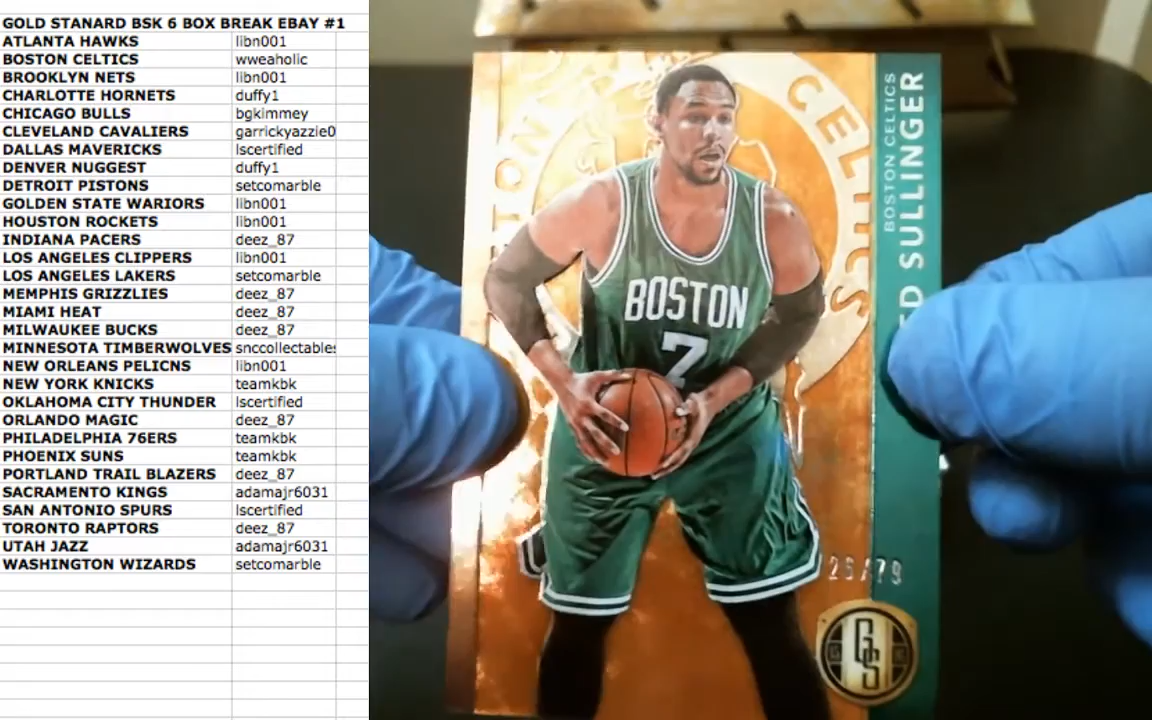 GOLD STANARD BSK 6 BOX BREAK EBAY #1
ATLANTA HAWKS libn001
BOSTON CELTICS wweaholic
BROOKLYN NETS libn001
CHARLOTTE HORNETS duffy1
CHICAGO BULLS bgkimmey
CLEVELAND CAVALIERS garrickyazzie0
DALLAS MAVERICKS lscertified
DENVER NUGGEST duffy1
DETROIT PISTONS setcomarble
GOLDEN STATE WARIORS libn001
HOUSTON ROCKETS libn001
INDIANA PACERS deez_87
LOS ANGELES CLIPPERS libn001
LOS ANGELES LAKERS setcomarble
MEMPHIS GRIZZLIES deez_87
MIAMI HEAT deez_87
MILWAUKEE BUCKS deez_87
MINNESOTA TIMBERWOLVES snccollectables
NEW ORLEANS PELICNS libn001
NEW YORK KNICKS teamkbk
OKLAHOMA CITY THUNDER lscertified
ORLANDO MAGIC deez_87
PHILADELPHIA 76ERS teamkbk
PHOENIX SUNS teamkbk
PORTLAND TRAIL BLAZERS deez_87
SACRAMENTO KINGS adamajr6031
SAN ANTONIO SPURS lscertified
TORONTO RAPTORS deez_87
UTAH JAZZ adamajr6031
WASHINGTON WIZARDS setcomarble
BOSTON CELTICS
ED SULLINGER
BOSTON
7
25/79
GS